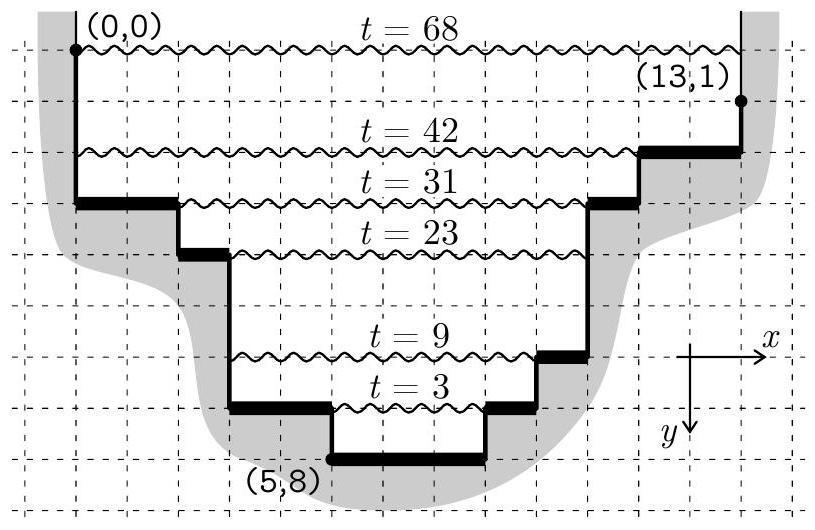 (0,0)
t = 68
(13,1)
t = 42
t = 31
t = 23
t = 9
x
t = 3
y
(5,8)